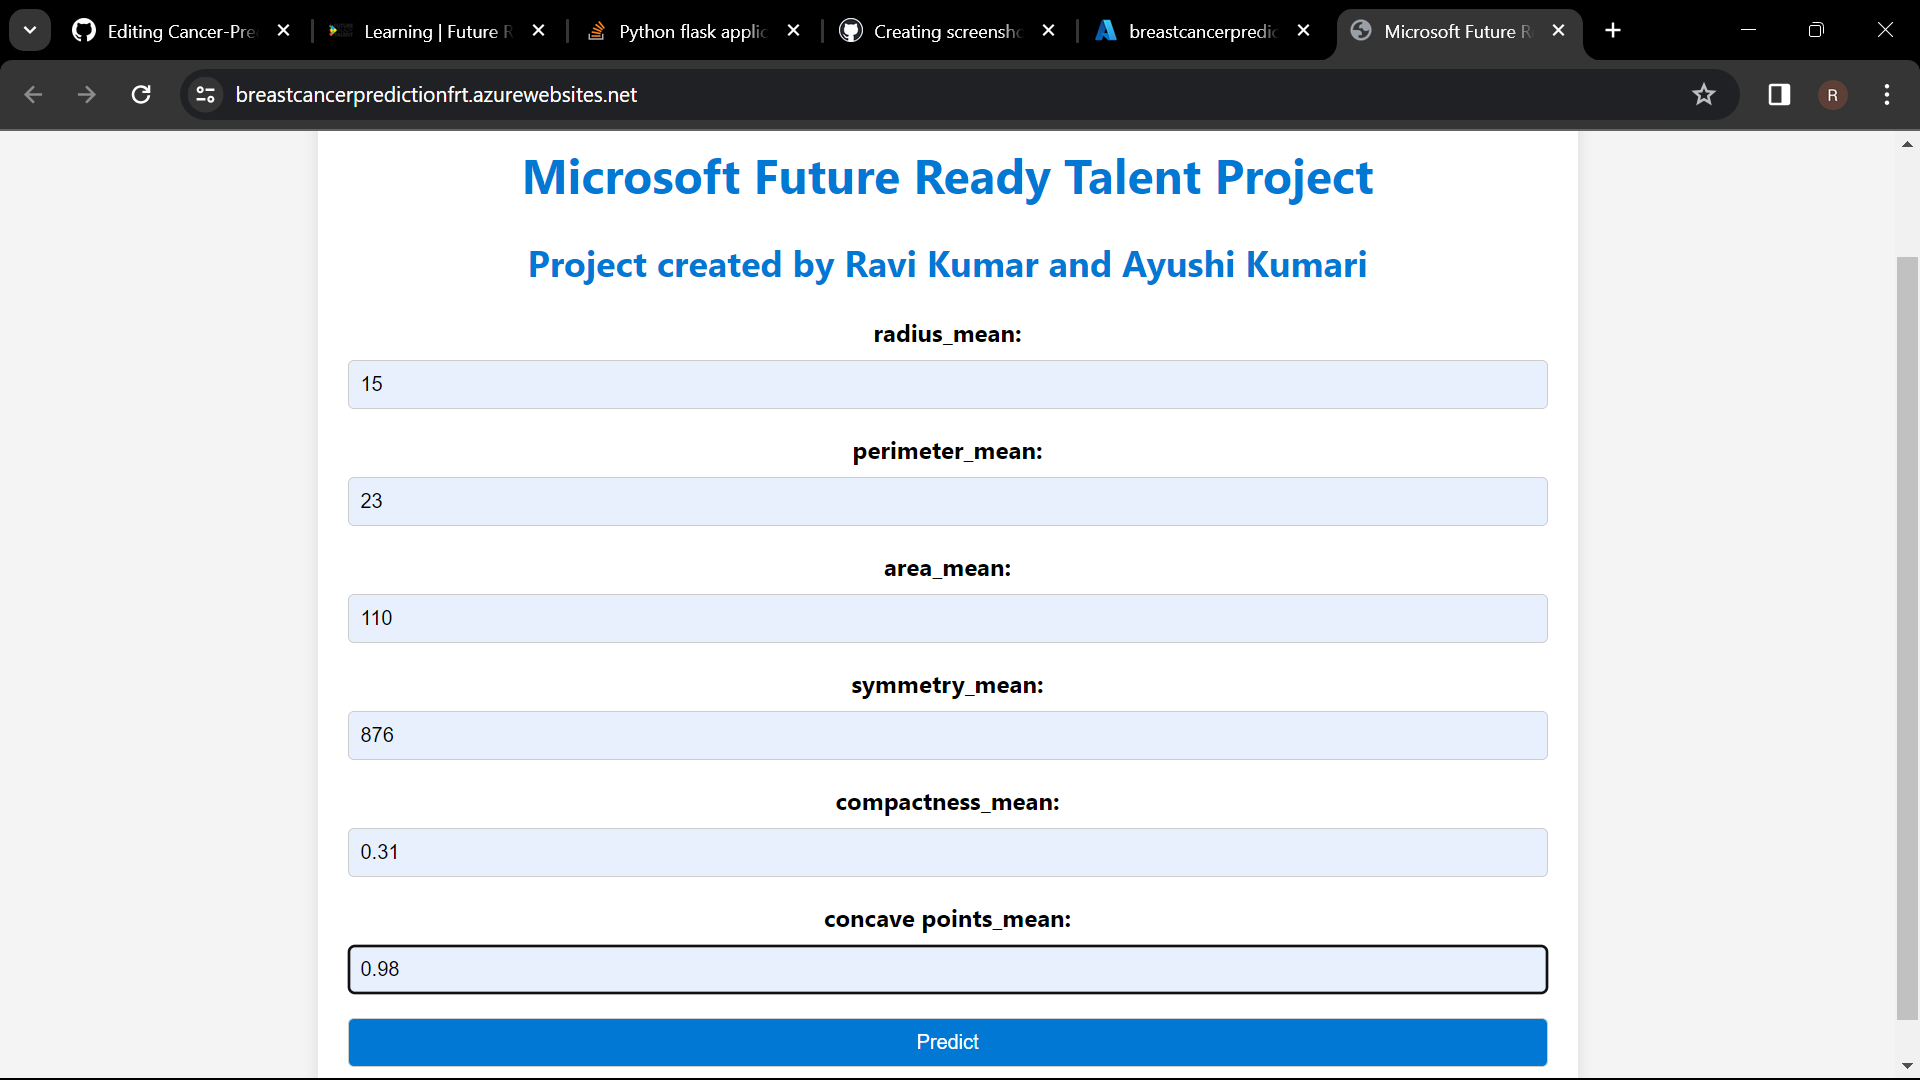 Editing Cancer-Pre
Learning | Future R
Python flask applic
Creating screensho
breastcancerpredic
Microsoft Future R
breastcancerpredictionfrt.azurewebsites.net
R
Microsoft Future Ready Talent Project
Project created by Ravi Kumar and Ayushi Kumari
radius_mean:
15
perimeter_mean:
23
area_mean:
110
symmetry_mean:
876
compactness_mean:
0.31
concave points_mean:
0.98
Predict